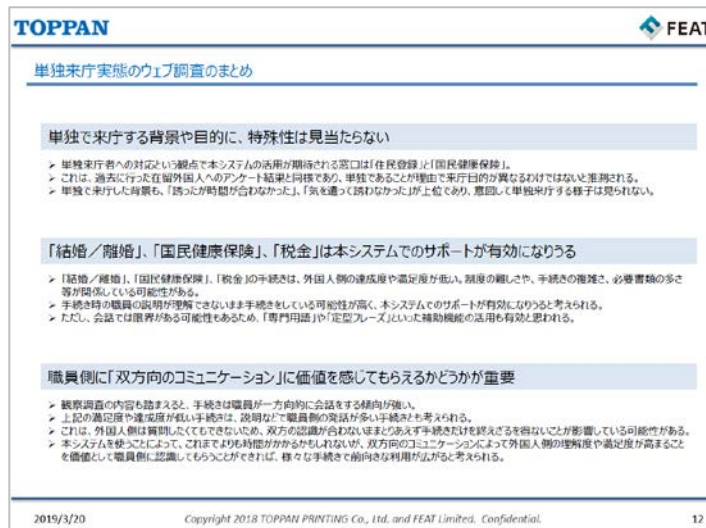 TOPPAN
FEAT
単独来庁実態のウェブ調査のまとめ
単独で来庁する背景や目的に、特殊性は見当たらない
➢ 単独来庁者への対応という観点で本システムの活用が期待される窓口は「住民登録」と「国民健康保険」。
➢ これは、過去に行った在留外国人へのアンケート結果と同様であり、単独であることが理由で来庁目的が異なるわけではないと推測される。
➢ 単独で来庁した背景も、「誘ったが時間が合わなかった」、「気を遣って誘わなかった」が上位であり、意図して単独来庁する様子は見られない。
「結婚／離婚」、「国民健康保険」、「税金」は本システムでのサポートが有効になりうる
➢ 「結婚／離婚」、「国民健康保険」、「税金」の手続きは、外国人側の達成度や満足度が低い。制度の難しさや、手続きの複雑さ、必要書類の多さ
等が関係している可能性がある。
➢ 手続き時の職員の説明が理解できないまま手続きをしている可能性が高く、本システムでのサポートが有効になりうると考えられる。
➢ ただし、会話では限界がある可能性もあるため、「専門用語」や「定型フレーズ」といった補助機能の活用も有効と思われる。
職員側に「双方向のコミュニケーション」に価値を感じてもらえるかどうかが重要
➢ 観察調査の内容も踏まえると、手続きは職員が一方向的に会話をする傾向が強い。
➢ 上記の満足度や達成度が低い手続きは、説明などで職員側の発話が多い手続きとも考えられる。
➢ これは、外国人側は質問したくてもできないため、双方の認識が合わないままとりあえず手続きだけを終えざるを得ないことが影響している可能性がある。
➢ 本システムを使うことによって、これまでよりも時間がかかるかもしれないが、双方向のコミュニケーションによって外国人側の理解度や満足度が高まること
を価値として職員側に認識してもらうことができれば、様々な手続きで前向きな利用が広がると考えられる。
2019/3/20
Copyright 2018 TOPPAN PRINTING Co., Ltd. and FEAT Limited. Confidential.
12